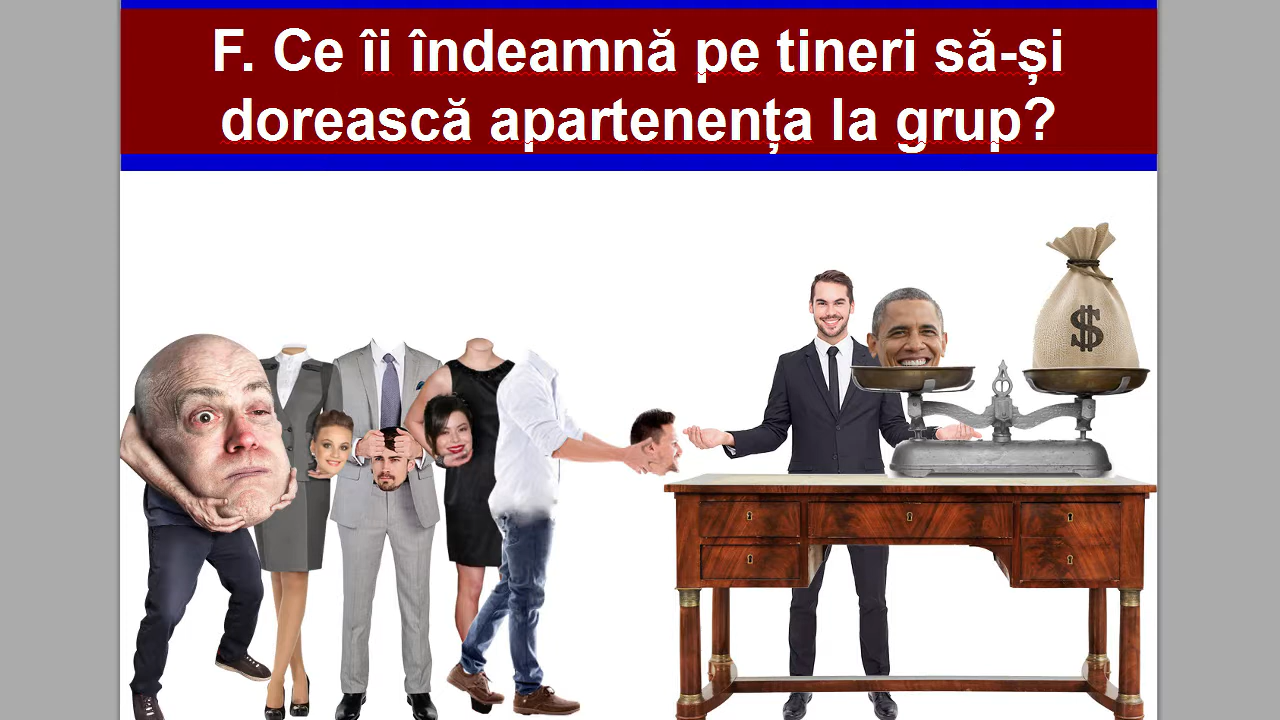 F. Ce îi îndeamnă pe tineri să-și
dorească apartenența la grup?
$